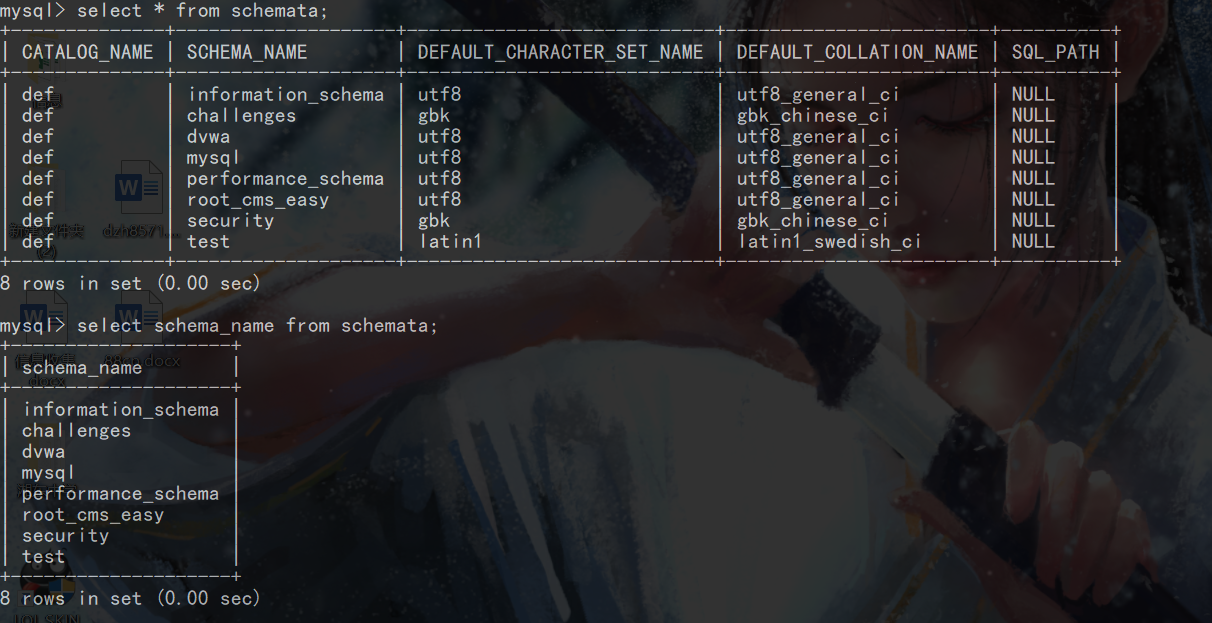 mysql> select * from schemata;
| CATALOG_NAME | SCHEMA_NAME | DEFAULT_CHARACTER_SET_NAME | DEFAULT_COLLATION_NAME | SQL_PATH |
| def | information_schema | utf8 | utf8_general_ci | NULL |
| def | challenges | gbk | gbk_chinese_ci | NULL |
| def | dvwa | utf8 | utf8_general_ci | NULL |
| def | mysql | utf8 | utf8_general_ci | NULL |
| def | performance_schema | utf8 | utf8_general_ci | NULL |
| def | root_cms_easy | utf8 | utf8_general_ci | NULL |
| def | security | gbk | gbk_chinese_ci | NULL |
| def | test | latin1 | latin1_swedish_ci | NULL |
8 rows in set (0.00 sec)
mysql> select schema_name from schemata;
| schema_name |
| information_schema |
| challenges |
| dvwa |
| mysql |
| performance_schema |
| root_cms_easy |
| security |
| test |
8 rows in set (0.00 sec)